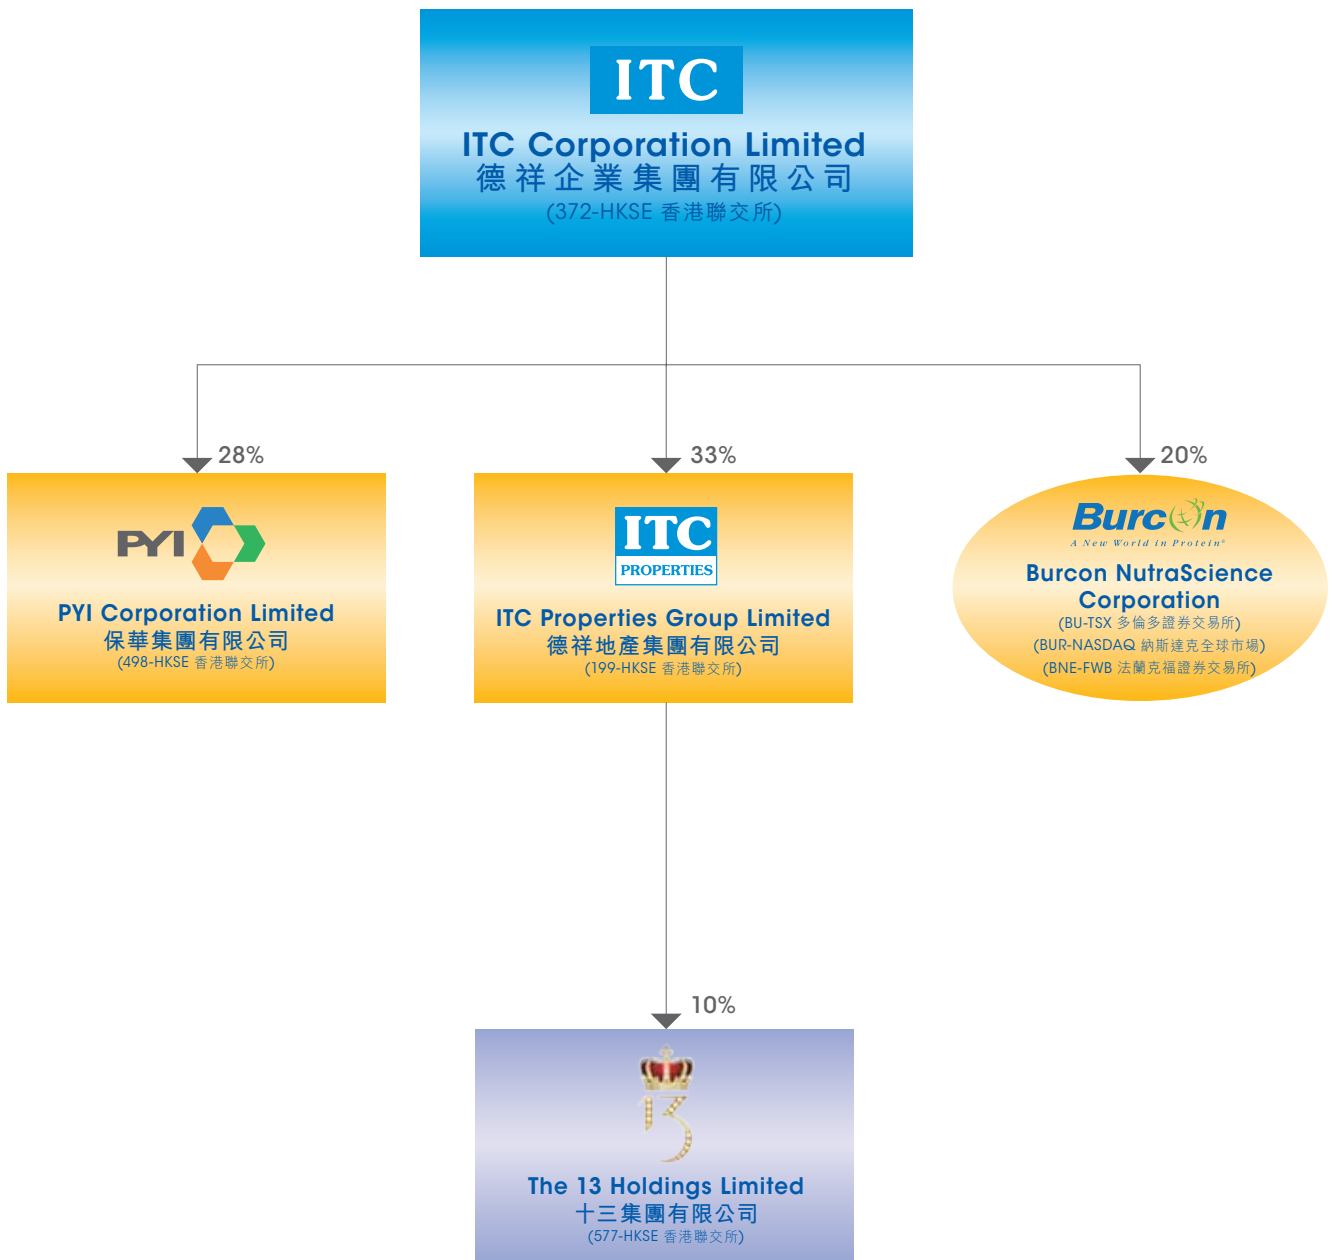 ITC
ITC Corporation Limited
德祥企業集團有限公司
(372-HKSE 香港聯交所)
28%
33%
20%
PYI
PYI Corporation Limited
保華集團有限公司
(498-HKSE 香港聯交所)
ITC
PROPERTIES
ITC Properties Group Limited
德祥地產集團有限公司
(199-HKSE 香港聯交所)
Burcon
A New World in Protein®
Burcon NutraScience
Corporation
(BU-TSX 多倫多證券交易所)
(BUR-NASDAQ 納斯達克全球市場)
(BNE-FWB 法蘭克福證券交易所)
10%
13
The 13 Holdings Limited
十三集團有限公司
(577-HKSE 香港聯交所)